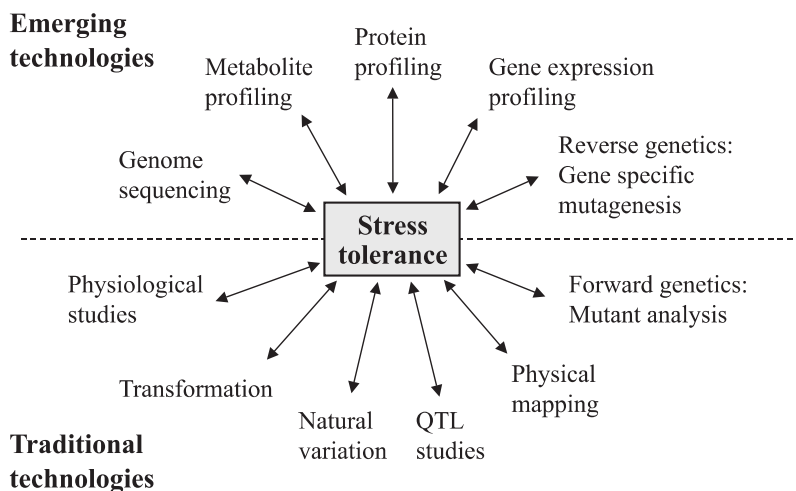 Emerging
technologies
Protein
profiling
Metabolite
profiling
Gene expression
profiling
Genome
sequencing
Reverse genetics:
Gene specific
mutagenesis
Stress
tolerance
Physiological
studies
Forward genetics:
Mutant analysis
Transformation
Natural
variation
QTL
studies
Physical
mapping
Traditional
technologies